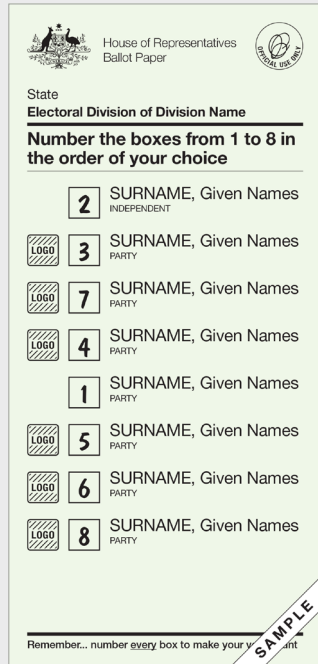 House of Representatives
Ballot Paper
OFFICIAL USE ONLY
State
Electoral Division of Division Name
Number the boxes from 1 to 8 in
the order of your choice
2 SURNAME, Given Names
INDEPENDENT
LOGO 3 SURNAME, Given Names
PARTY
LOGO 7 SURNAME, Given Names
PARTY
LOGO 4 SURNAME, Given Names
PARTY
1 SURNAME, Given Names
PARTY
LOGO 5 SURNAME, Given Names
PARTY
LOGO 6 SURNAME, Given Names
PARTY
LOGO 8 SURNAME, Given Names
PARTY
Remember... number every box to make your
SAMPLE